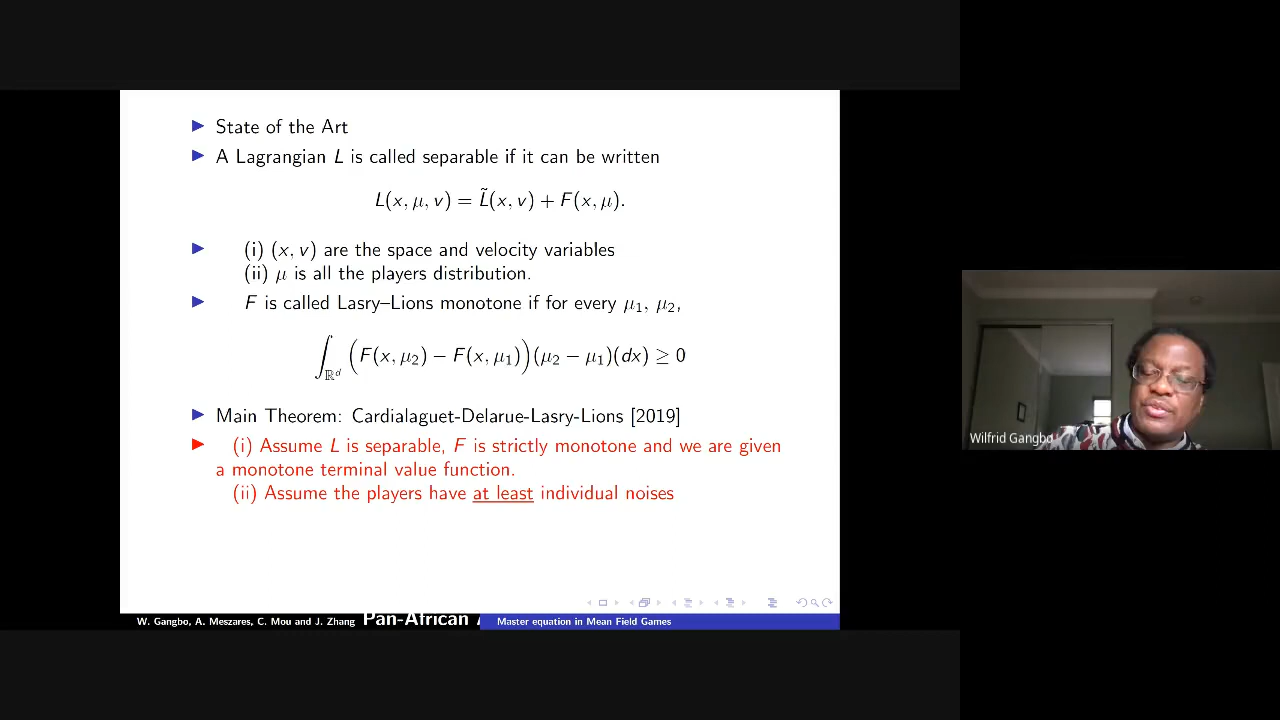 ▶ State of the Art
▶ A Lagrangian L is called separable if it can be written
L(x, μ, v) = L̃(x, v) + F(x, μ).
▶ (i) (x, v) are the space and velocity variables
(ii) μ is all the players distribution.
▶ F is called Lasry–Lions monotone if for every μ₁, μ₂,
∫_{ℝ^d} (F(x, μ₂) − F(x, μ₁))(μ₂ − μ₁)(dx) ≥ 0
▶ Main Theorem: Cardialaguet-Delarue-Lasry-Lions [2019]
▶ (i) Assume L is separable, F is strictly monotone and we are given
a monotone terminal value function.
(ii) Assume the players have at least individual noises
W. Gangbo, A. Meszares, C. Mou and J. Zhang Pan-African Master equation in Mean Field Games
Wilfrid Gangbo